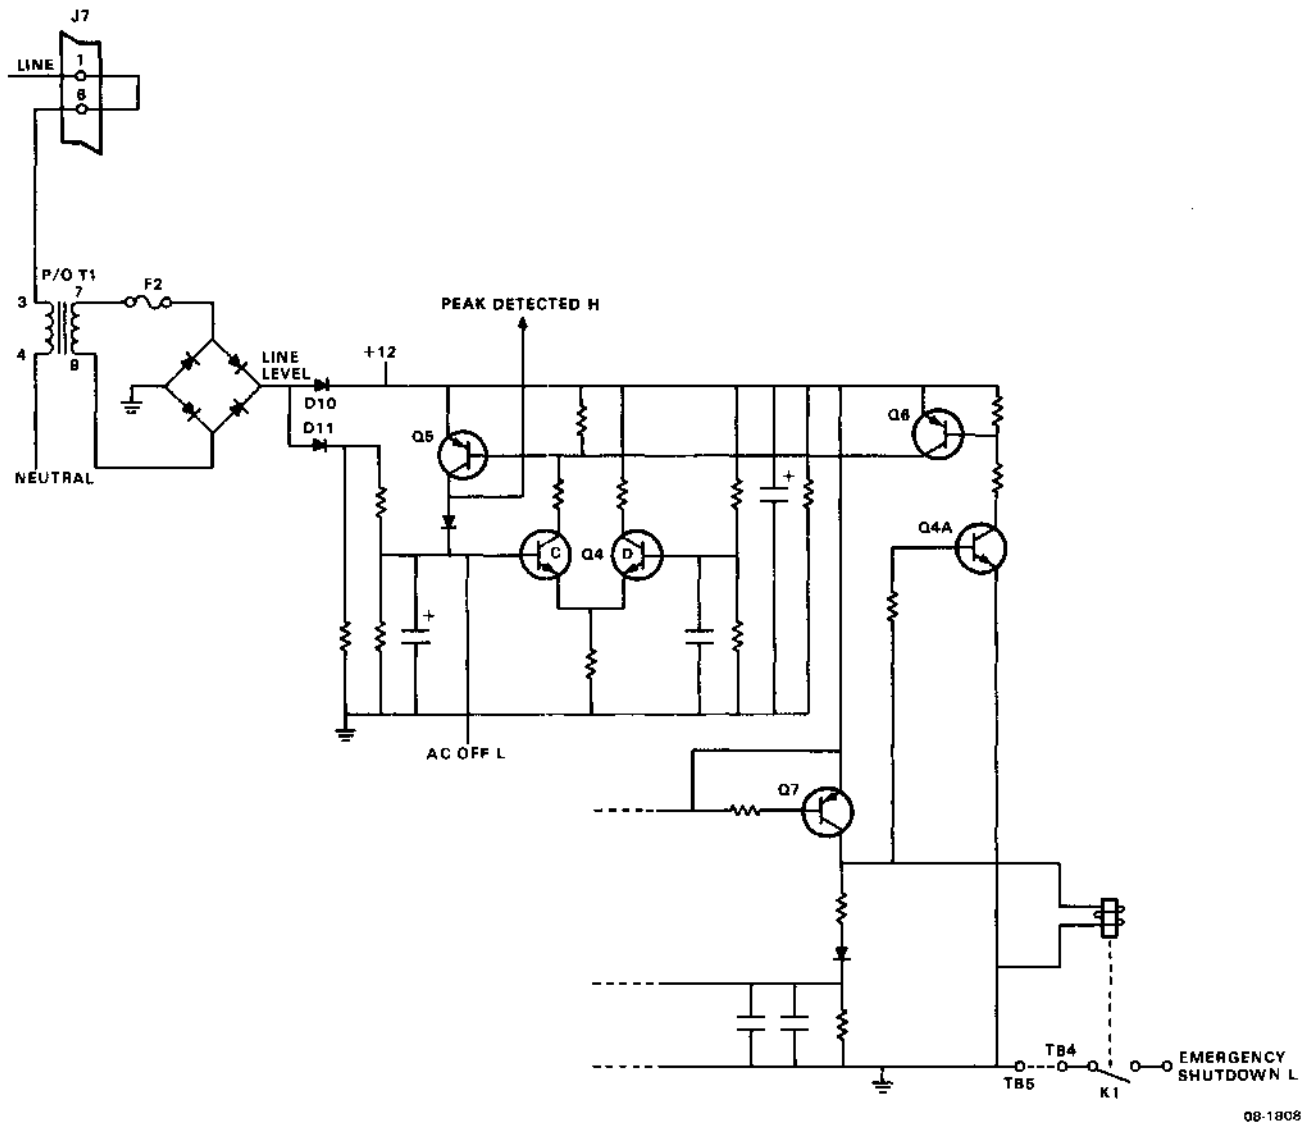 J7
LINE
1
6
P/O T1
3
7
F2
4
9
NEUTRAL
LINE
LEVEL
D10
D11
+12
PEAK DETECTED H
Q5
Q6
+
C
Q4
D
Q4A
+
AC OFF L
Q7
TB5
TB4
K1
EMERGENCY
SHUTDOWN L
08-1808